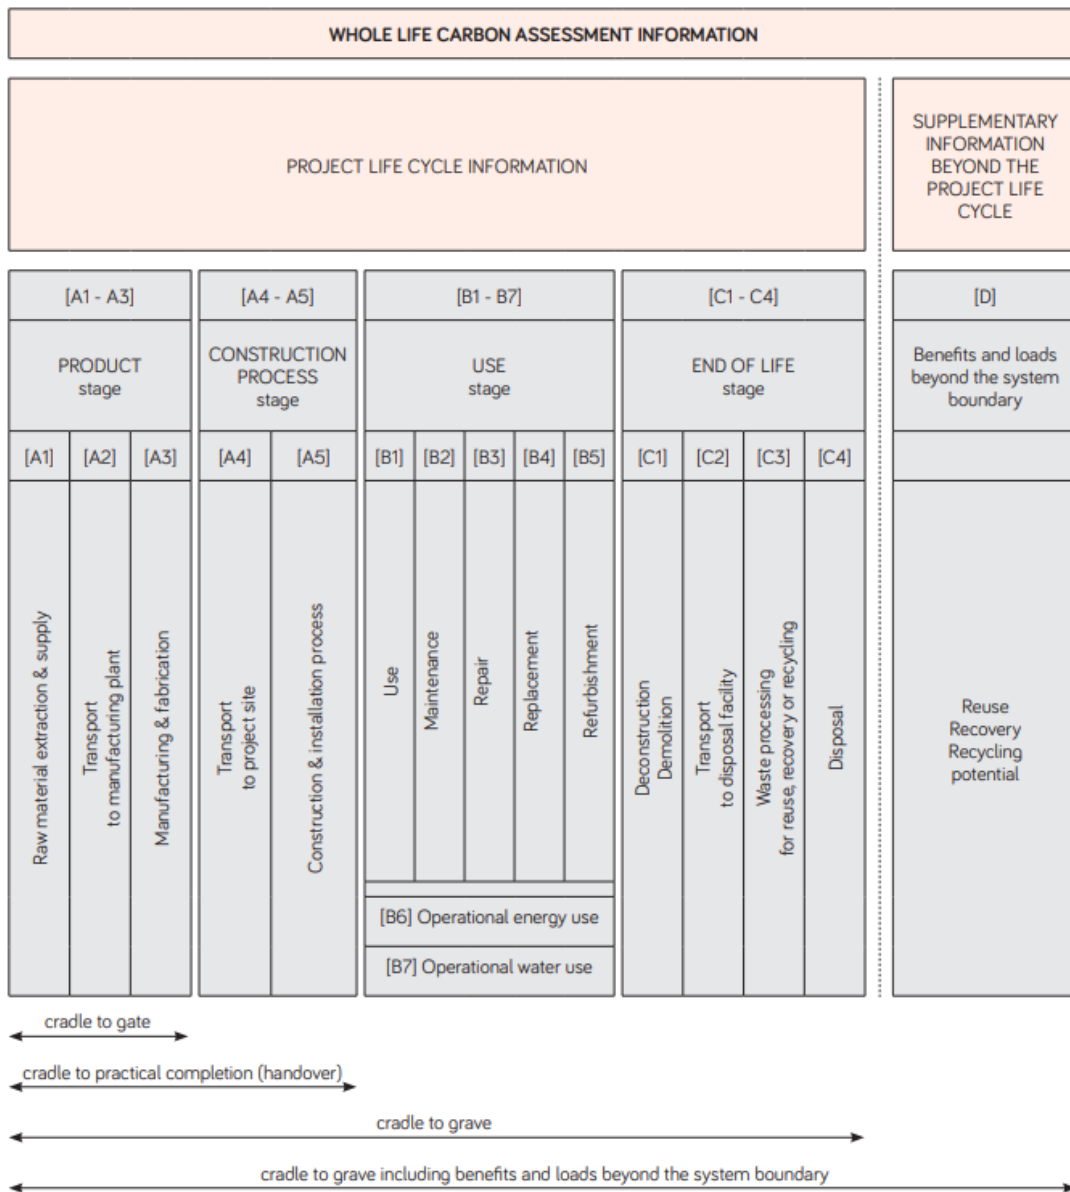 WHOLE LIFE CARBON ASSESSMENT INFORMATION
PROJECT LIFE CYCLE INFORMATION
SUPPLEMENTARY
INFORMATION
BEYOND THE
PROJECT LIFE
CYCLE
[A1 - A3]
PRODUCT
stage
[A4 - A5]
CONSTRUCTION
PROCESS
stage
[B1 - B7]
USE
stage
[C1 - C4]
END OF LIFE
stage
[D]
Benefits and loads
beyond the system
boundary
[A1]
[A2]
[A3]
[A4]
[A5]
[B1]
[B2]
[B3]
[B4]
[B5]
[C1]
[C2]
[C3]
[C4]
Raw material extraction & supply
Transport
to manufacturing plant
Manufacturing & fabrication
Transport
to project site
Construction & installation process
Use
Maintenance
Repair
Replacement
Refurbishment
[B6] Operational energy use
[B7] Operational water use
Deconstruction
Demolition
Transport
to disposal facility
Waste processing
for reuse, recovery or recycling
Disposal
Reuse
Recovery
Recycling
potential
cradle to gate
cradle to practical completion (handover)
cradle to grave
cradle to grave including benefits and loads beyond the system boundary